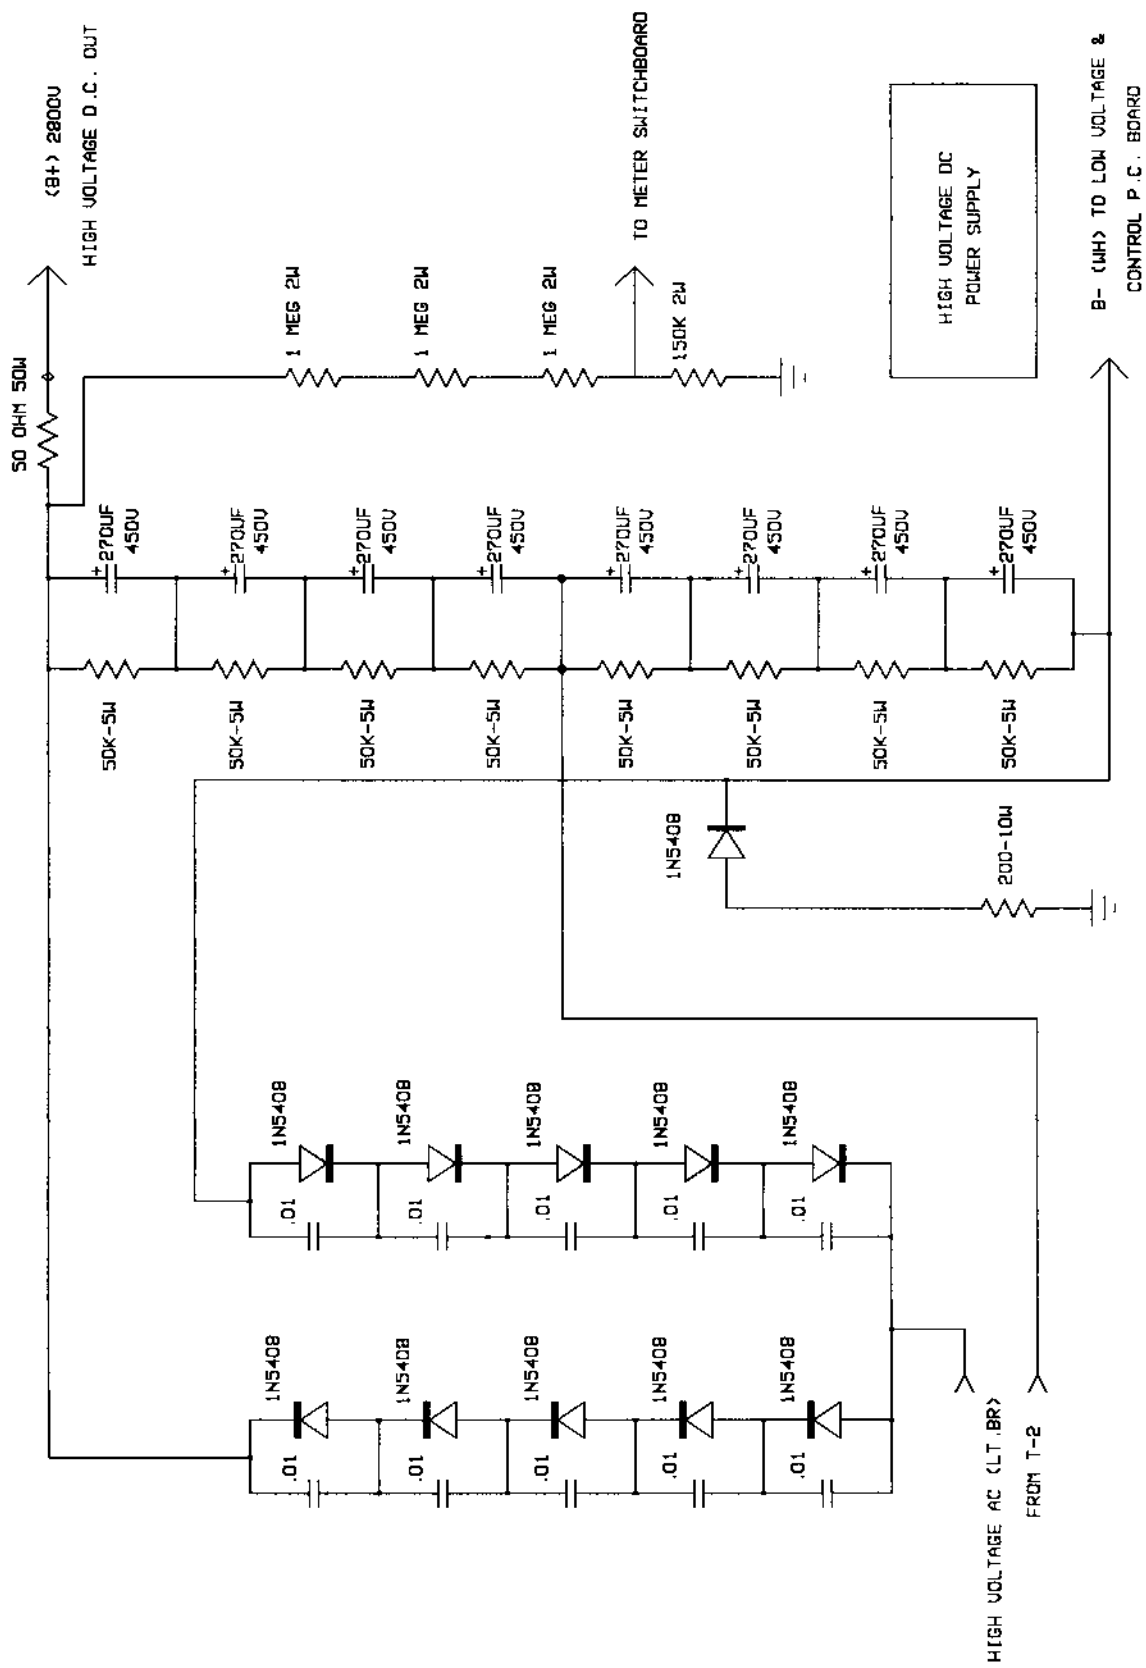 50 OHM 50W
(B+) 2800V
HIGH VOLTAGE D.C. OUT
+270UF
450V
+270UF
450V
+270UF
450V
+270UF
450V
+270UF
450V
+270UF
450V
+270UF
450V
+270UF
450V
50K-5W
50K-5W
50K-5W
50K-5W
50K-5W
50K-5W
50K-5W
50K-5W
1 MEG 2W
1 MEG 2W
1 MEG 2W
150K 2W
TO METER SWITCHBOARD
1N5408
200-10W
1N5408
1N5408
1N5408
1N5408
1N5408
.01
.01
.01
.01
.01
1N5408
1N5408
1N5408
1N5408
1N5408
.01
.01
.01
.01
.01
HIGH VOLTAGE DC
POWER SUPPLY
HIGH VOLTAGE AC (LT.BR)
FROM T-2
B- (WH) TO LOW VOLTAGE &
CONTROL P.C. BOARD